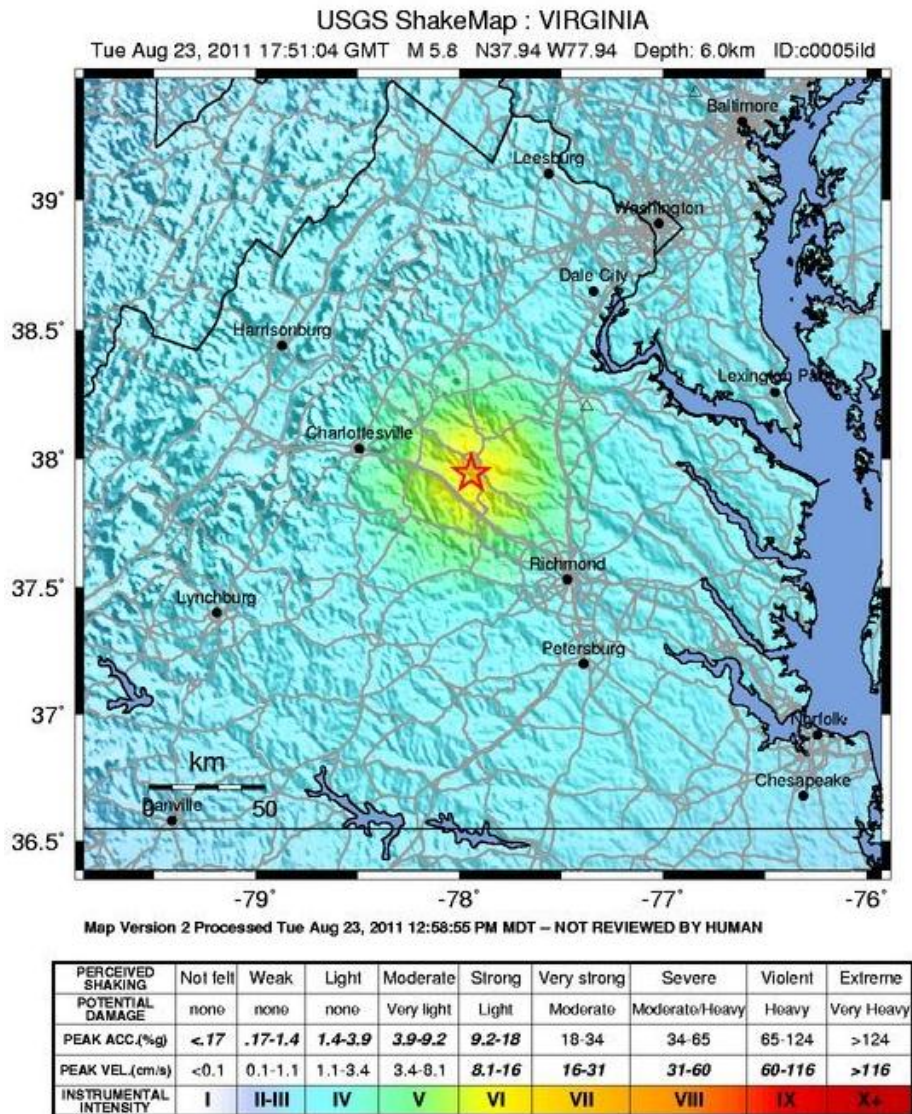 USGS ShakeMap : VIRGINIA
Tue Aug 23, 2011 17:51:04 GMT M 5.8 N37.94 W77.94 Depth: 6.0km ID:c0005ild
Baltimore
Leesburg
39°
Washington
Dale City
38.5°
Harrisonburg
Lexington Park
Charlottesville
38°
Richmond
37.5°
Lynchburg
Petersburg
37°
Norfolk
km
Chesapeake
0 50
Danville
36.5°
-79° -78° -77° -76°
Map Version 2 Processed Tue Aug 23, 2011 12:58:55 PM MDT – NOT REVIEWED BY HUMAN
PERCEIVED SHAKING Not felt Weak Light Moderate Strong Very strong Severe Violent Extreme
POTENTIAL DAMAGE none none none Very light Light Moderate Moderate/Heavy Heavy Very Heavy
PEAK ACC.(%g) <.17 .17-1.4 1.4-3.9 3.9-9.2 9.2-18 18-34 34-65 65-124 >124
PEAK VEL.(cm/s) <0.1 0.1-1.1 1.1-3.4 3.4-8.1 8.1-16 16-31 31-60 60-116 >116
INSTRUMENTAL INTENSITY I II-III IV V VI VII VIII IX X+